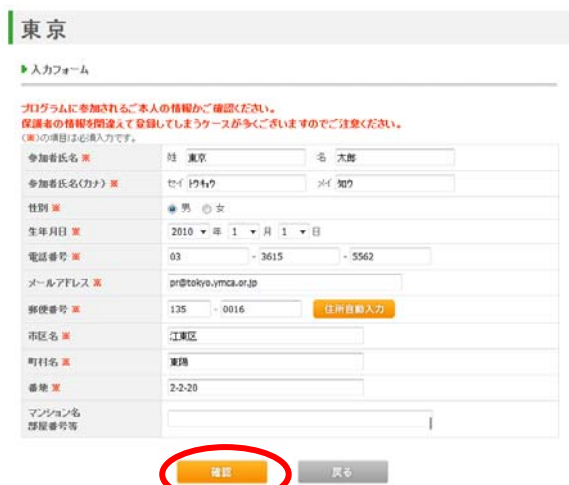 東京
入力フォーム
プログラムに参加されるご本人の情報かご確認ください。
保護者の情報を間違えて登録してしまうケースが多くございますのでご注意ください。
(※)の項目は必須入力です。
参加者氏名 ※ 姓 東京 名 太郎
参加者氏名(カナ) ※ セイ トウキョウ メイ タロウ
性別 ※ 男 女
生年月日 ※ 2010 年 1 月 1 日
電話番号 ※ 03 - 3615 - 5562
メールアドレス ※ pr@tokyo.ymca.or.jp
郵便番号 ※ 135 - 0016 住所自動入力
市区名 ※ 江東区
町村名 ※ 東陽
番地 ※ 2-2-20
マンション名
部屋番号等
確認 戻る